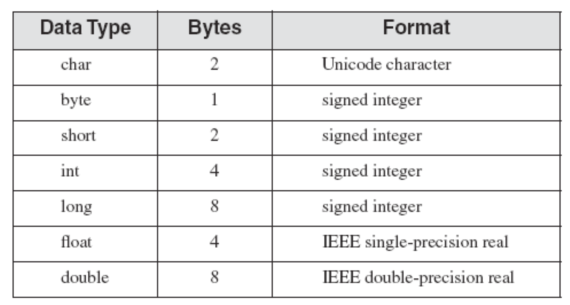 Data Type Bytes Format
char 2 Unicode character
byte 1 signed integer
short 2 signed integer
int 4 signed integer
long 8 signed integer
float 4 IEEE single-precision real
double 8 IEEE double-precision real